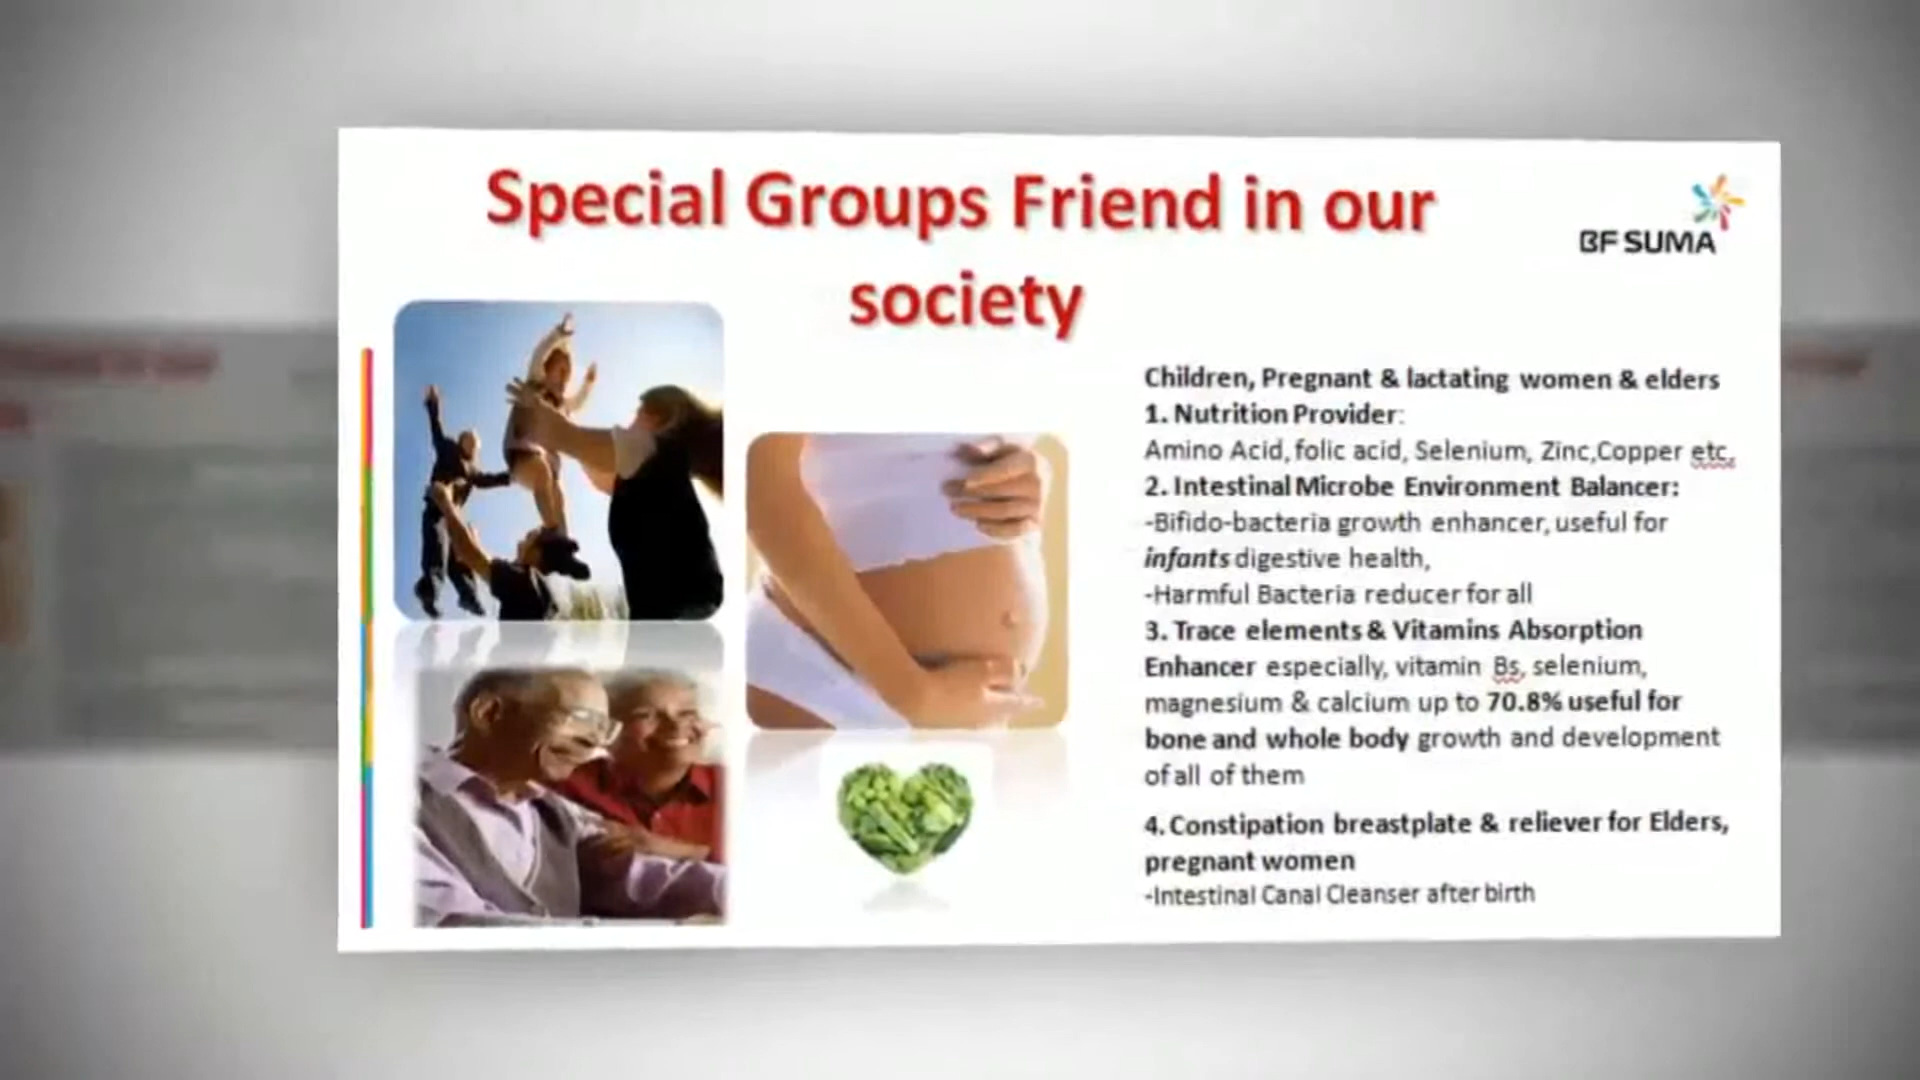 Special Groups Friend in our
society
BF SUMA
Children, Pregnant & lactating women & elders
1. Nutrition Provider:
Amino Acid, folic acid, Selenium, Zinc,Copper etc.
2. Intestinal Microbe Environment Balancer:
-Bifido-bacteria growth enhancer, useful for
infants digestive health,
-Harmful Bacteria reducer for all
3. Trace elements & Vitamins Absorption
Enhancer especially, vitamin Bs, selenium,
magnesium & calcium up to 70.8% useful for
bone and whole body growth and development
of all of them
4. Constipation breastplate & reliever for Elders,
pregnant women
-Intestinal Canal Cleanser after birth